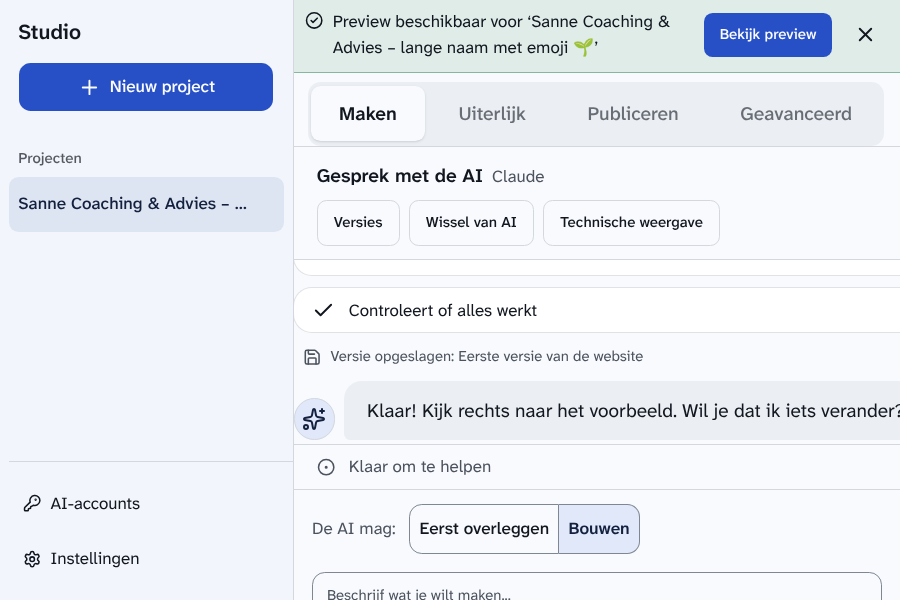 Studio
Nieuw project
Projecten
Sanne Coaching & Advies – ...
AI-accounts
Instellingen
Preview beschikbaar voor ‘Sanne Coaching &
Advies – lange naam met emoji 🌱’
Bekijk preview
Maken
Uiterlijk
Publiceren
Geavanceerd
Gesprek met de AI Claude
Versies
Wissel van AI
Technische weergave
Controleert of alles werkt
Versie opgeslagen: Eerste versie van de website
Klaar! Kijk rechts naar het voorbeeld. Wil je dat ik iets verander?
Klaar om te helpen
De AI mag:
Eerst overleggen
Bouwen
Beschrijf wat je wilt maken...